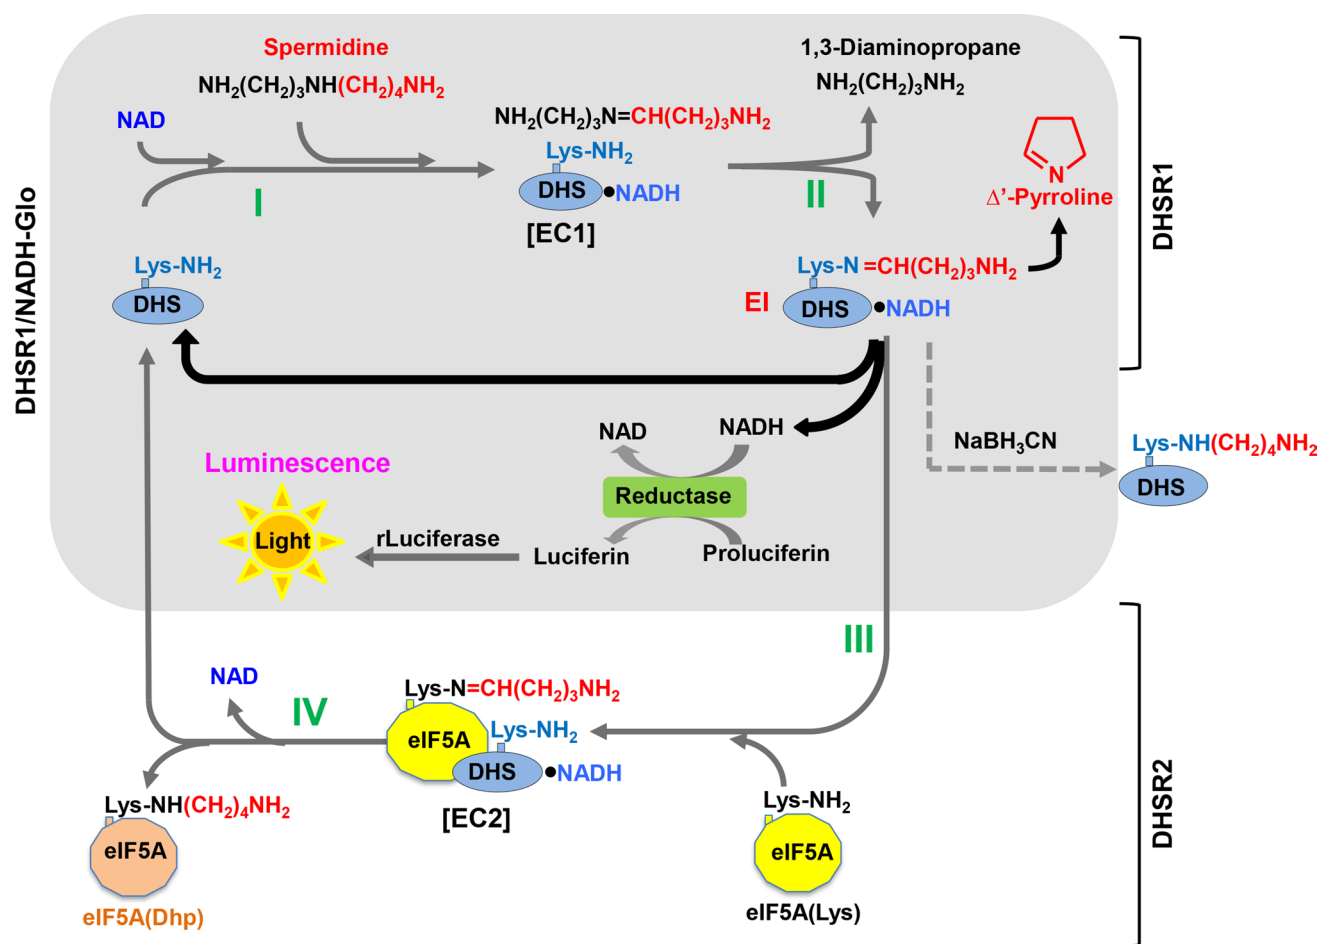 Spermidine
NH2(CH2)3NH(CH2)4NH2
1,3-Diaminopropane
NH2(CH2)3NH2
NAD
NH2(CH2)3N=CH(CH2)3NH2
Lys-NH2
DHS
•NADH
[EC1]
I
II
N
Δ’-Pyrroline
DHSR1
DHSR1/NADH-Glo
Lys-NH2
DHS
Lys-N=CH(CH2)3NH2
EI
DHS
•NADH
NAD
NADH
NaBH3CN
Lys-NH(CH2)4NH2
DHS
Luminescence
Reductase
Light
rLuciferase
Luciferin
Proluciferin
III
NAD
IV
Lys-N=CH(CH2)3NH2
eIF5A
Lys-NH2
DHS
•NADH
[EC2]
Lys-NH(CH2)4NH2
eIF5A
eIF5A(Dhp)
Lys-NH2
eIF5A
eIF5A(Lys)
DHSR2